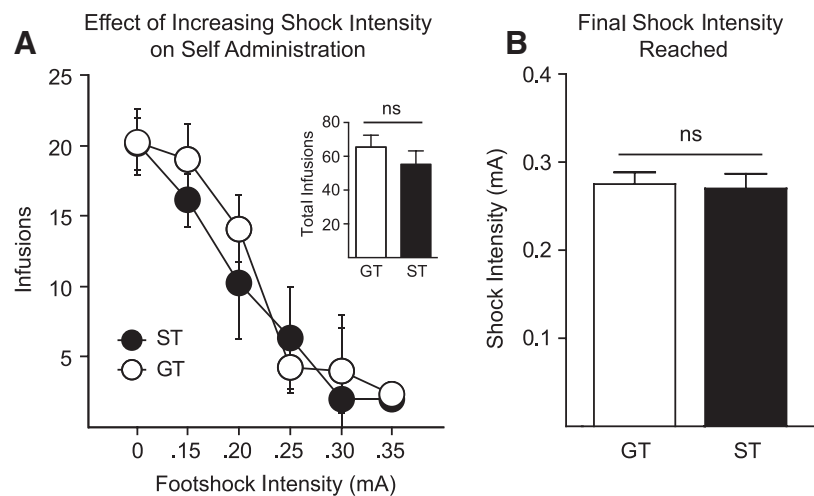 A
Effect of Increasing Shock Intensity
on Self Administration
25
20
15
10
5
Infusions
ns
80
60
40
20
Total Infusions
GT ST
ST
GT
0 .15 .20 .25 .30 .35
Footshock Intensity (mA)
B
Final Shock Intensity
Reached
0.4
0.3
0.2
0.1
Shock Intensity (mA)
ns
GT ST